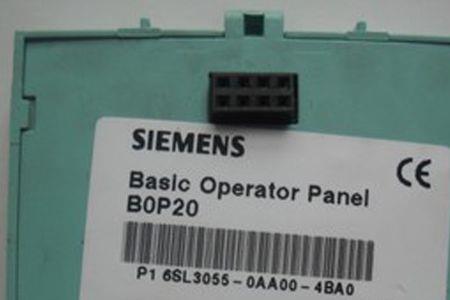 SIEMENS
CE
Basic Operator Panel
BOP20
P1 6SL3055-0AA00-4BA0